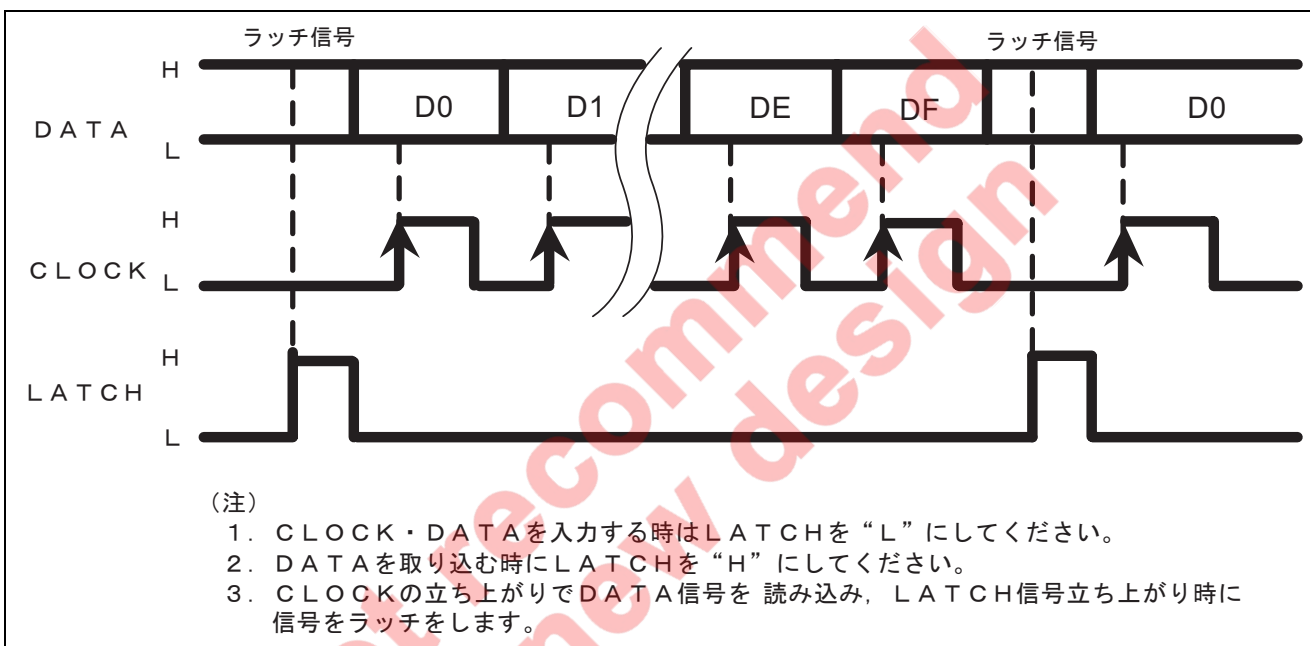 ラッチ信号 ラッチ信号
H
DATA D0 D1 DE DF D0
L
H
CLOCK
L
H
LATCH
L
(注)
1. CLOCK・DATAを入力する時はLATCHを“L”にしてください。
2. DATAを取り込む時にLATCHを“H”にしてください。
3. CLOCKの立ち上がりでDATA信号を 読み込み, LATCH信号立ち上がり時に
信号をラッチをします。
recommend
new design